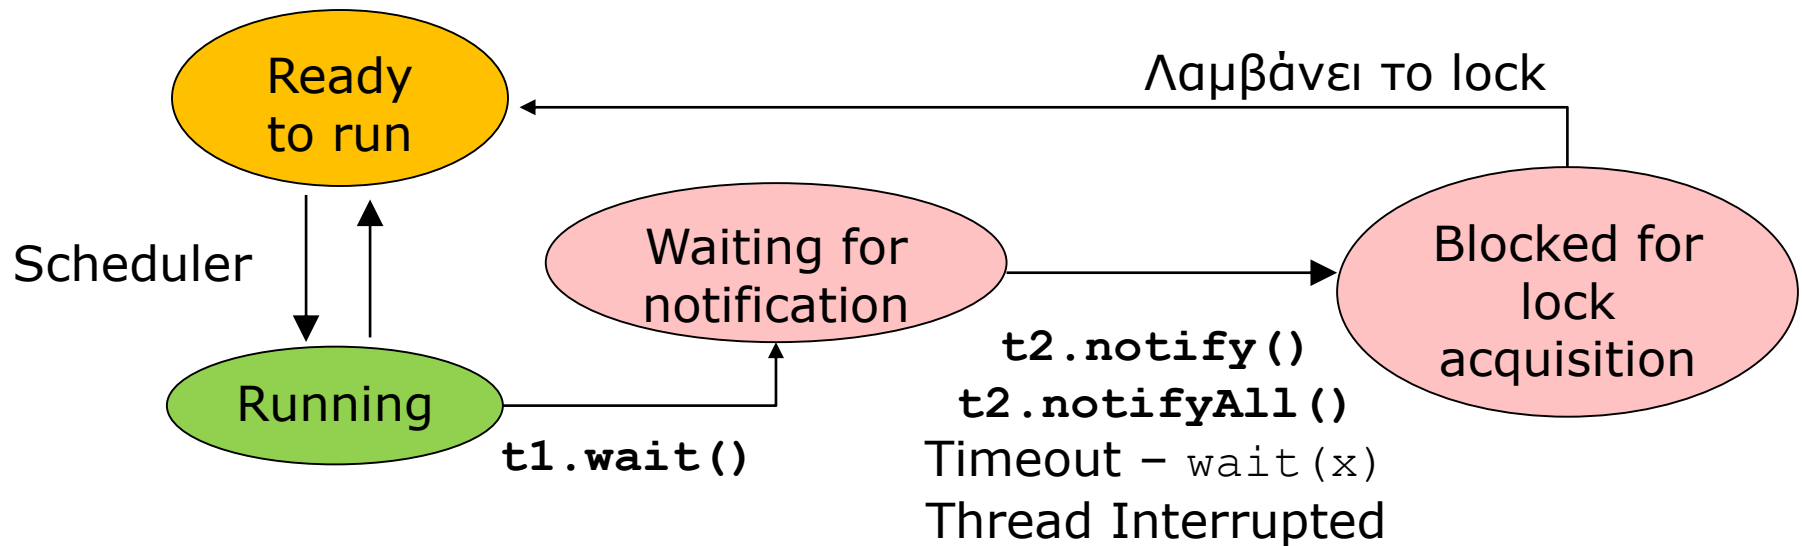 Ready
to run
Λαμβάνει το lock
Scheduler
Waiting for
notification
Blocked for
lock
acquisition
Running
t1.wait()
t2.notify()
t2.notifyAll()
Timeout – wait(x)
Thread Interrupted